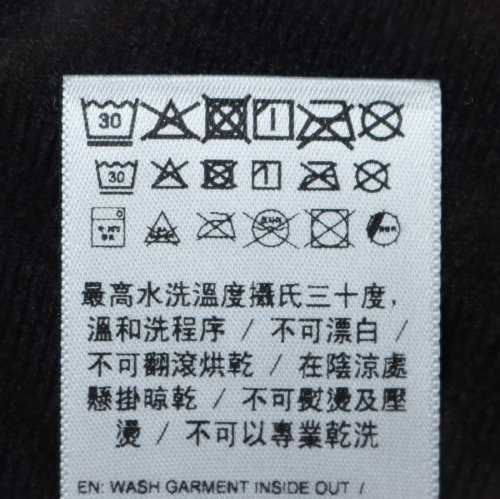 30
30
最高水洗溫度攝氏三十度,
溫和洗程序 / 不可漂白 /
不可翻滾烘乾 / 在陰涼處
懸掛晾乾 / 不可熨燙及壓
燙 / 不可以專業乾洗
EN: WASH GARMENT INSIDE OUT /